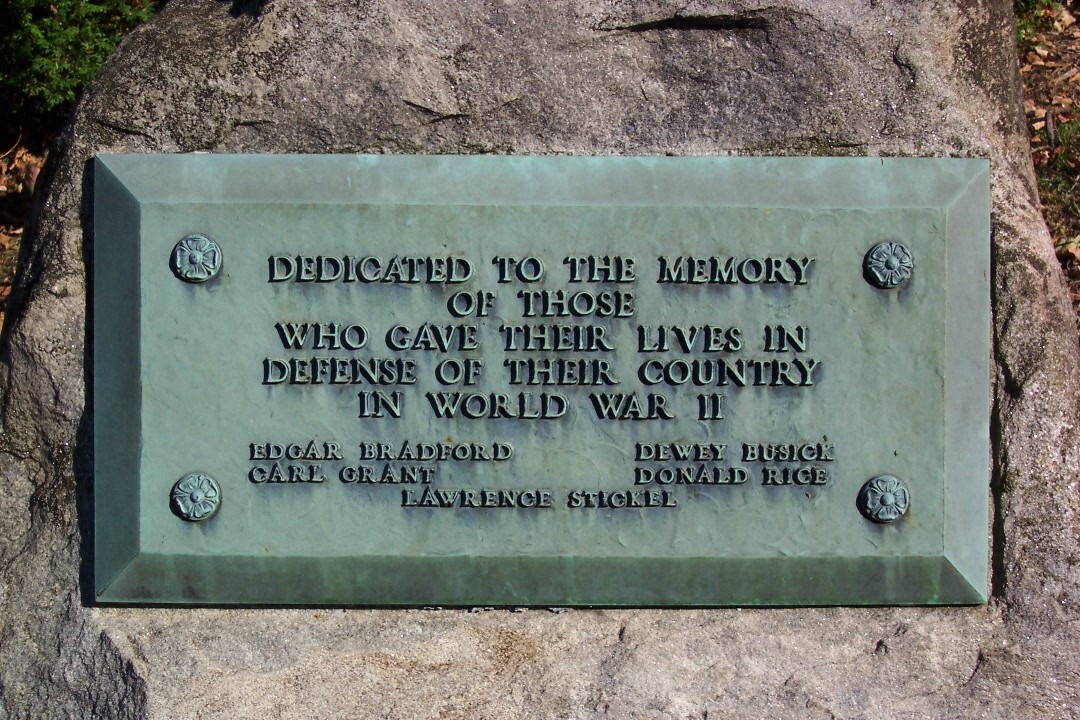 DEDICATED TO THE MEMORY
OF THOSE
WHO GAVE THEIR LIVES IN
DEFENSE OF THEIR COUNTRY
IN WORLD WAR II
EDGAR BRADFORD DEWEY BUSICK
CARL GRANT DONALD RICE
LAWRENCE STICKEL